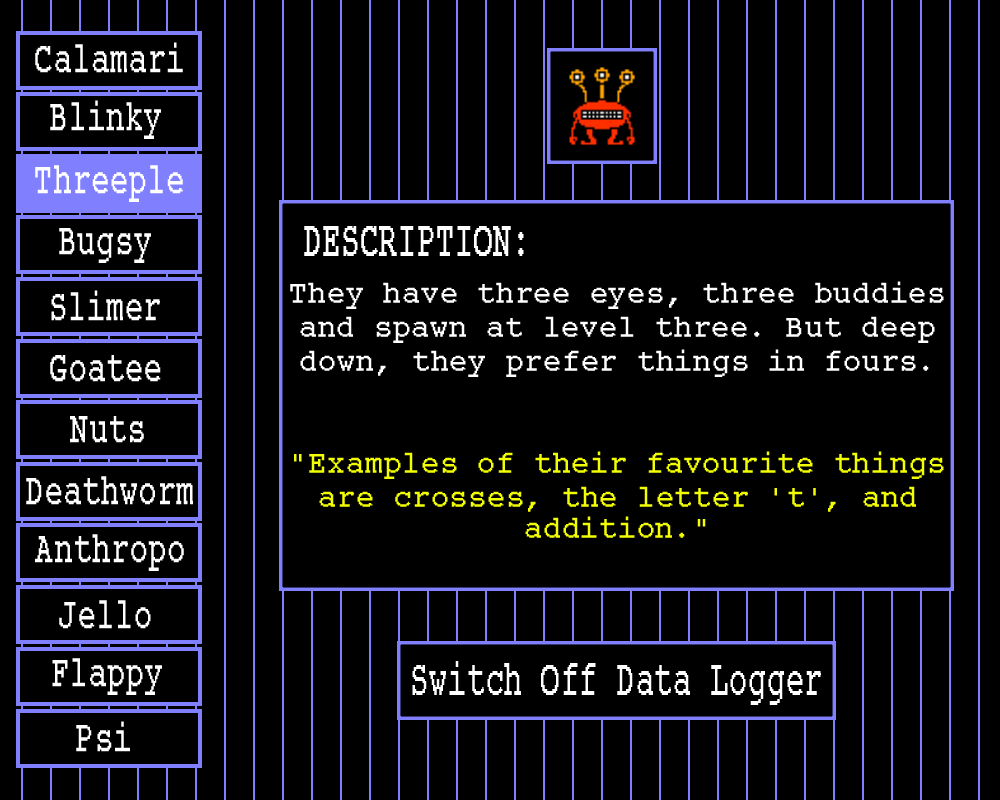 Calamari
Blinky
Threeple
Bugsy
Slimer
Goatee
Nuts
Deathworm
Anthropo
Jello
Flappy
Psi
DESCRIPTION:
They have three eyes, three buddies
and spawn at level three. But deep
down, they prefer things in fours.
"Examples of their favourite things
are crosses, the letter 't', and
addition."
Switch Off Data Logger